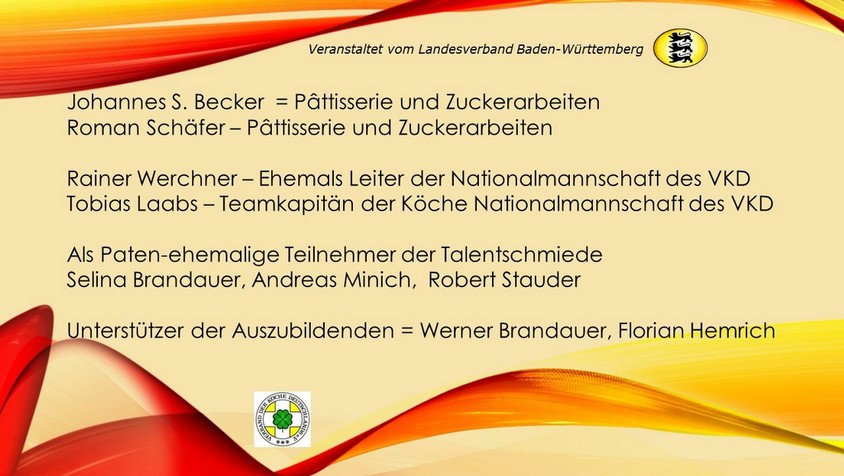 Veranstaltet vom Landesverband Baden-Württemberg
Johannes S. Becker = Pâttisserie und Zuckerarbeiten
Roman Schäfer – Pâttisserie und Zuckerarbeiten
Rainer Werchner – Ehemals Leiter der Nationalmannschaft des VKD
Tobias Laabs – Teamkapitän der Köche Nationalmannschaft des VKD
Als Paten-ehemalige Teilnehmer der Talentschmiede
Selina Brandauer, Andreas Minich, Robert Stauder
Unterstützer der Auszubildenden = Werner Brandauer, Florian Hemrich
VERBAND DER KÖCHE DEUTSCHLANDS e.V.